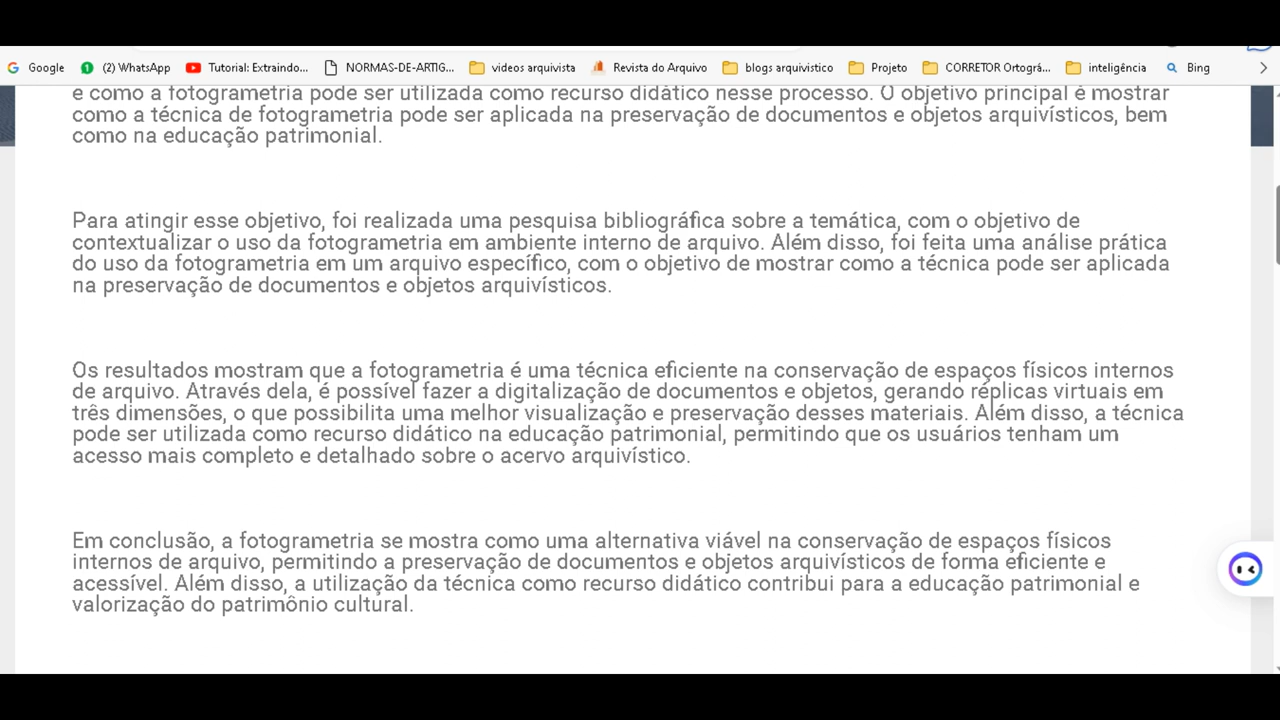 Google (2) WhatsApp Tutorial: Extraindo... NORMAS-DE-ARTIG... videos arquivista Revista do Arquivo blogs arquivistico Projeto CORRETOR Ortográ... inteligência Bing
e como a fotogrametria pode ser utilizada como recurso didático nesse processo. O objetivo principal é mostrar
como a técnica de fotogrametria pode ser aplicada na preservação de documentos e objetos arquivísticos, bem
como na educação patrimonial.
Para atingir esse objetivo, foi realizada uma pesquisa bibliográfica sobre a temática, com o objetivo de
contextualizar o uso da fotogrametria em ambiente interno de arquivo. Além disso, foi feita uma análise prática
do uso da fotogrametria em um arquivo específico, com o objetivo de mostrar como a técnica pode ser aplicada
na preservação de documentos e objetos arquivísticos.
Os resultados mostram que a fotogrametria é uma técnica eficiente na conservação de espaços físicos internos
de arquivo. Através dela, é possível fazer a digitalização de documentos e objetos, gerando réplicas virtuais em
três dimensões, o que possibilita uma melhor visualização e preservação desses materiais. Além disso, a técnica
pode ser utilizada como recurso didático na educação patrimonial, permitindo que os usuários tenham um
acesso mais completo e detalhado sobre o acervo arquivístico.
Em conclusão, a fotogrametria se mostra como uma alternativa viável na conservação de espaços físicos
internos de arquivo, permitindo a preservação de documentos e objetos arquivísticos de forma eficiente e
acessível. Além disso, a utilização da técnica como recurso didático contribui para a educação patrimonial e
valorização do patrimônio cultural.